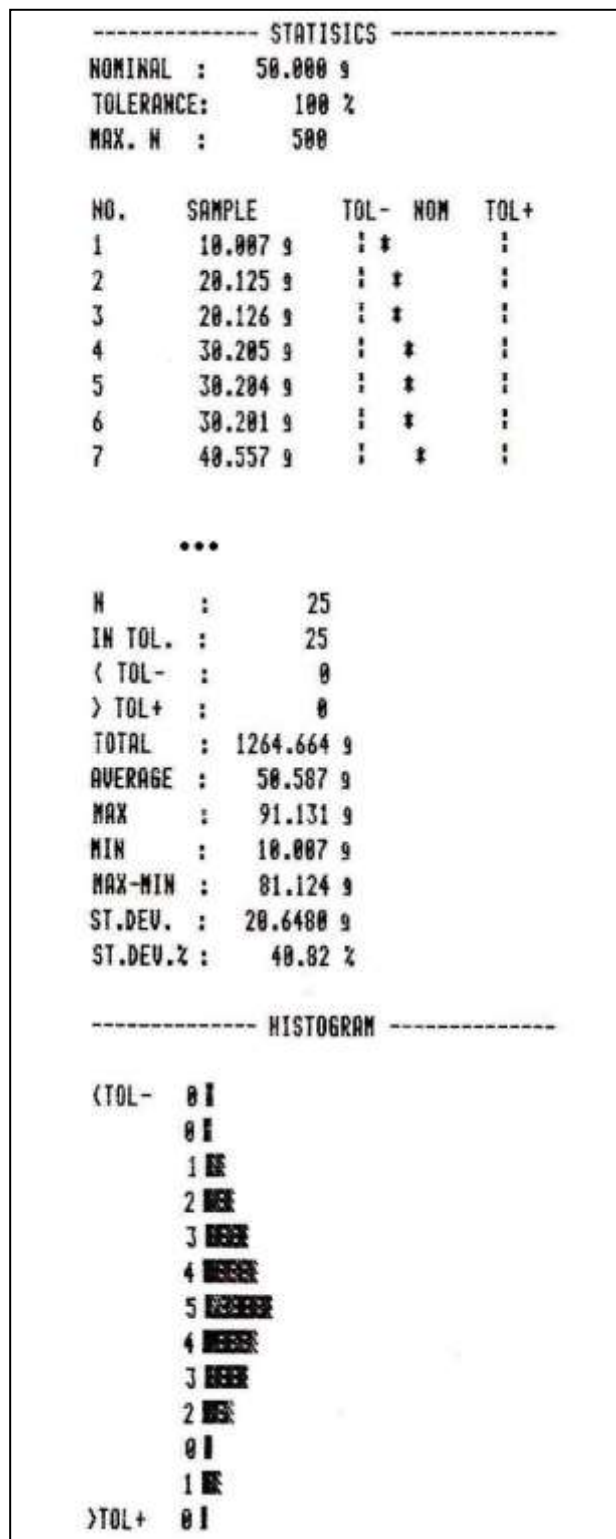 -------------- STATISICS --------------
NOMINAL : 50.000 g
TOLERANCE: 100 %
MAX. N : 500
NO. SAMPLE TOL- NOM TOL+
1 10.007 g ¦ * ¦
2 20.125 g ¦ * ¦
3 20.126 g ¦ * ¦
4 30.205 g ¦ * ¦
5 30.204 g ¦ * ¦
6 30.201 g ¦ * ¦
7 40.557 g ¦ * ¦
•••
N : 25
IN TOL. : 25
< TOL- : 0
> TOL+ : 0
TOTAL : 1264.664 g
AVERAGE : 50.587 g
MAX : 91.131 g
MIN : 10.007 g
MAX-MIN : 81.124 g
ST.DEV. : 20.6480 g
ST.DEV.% : 40.82 %
-------------- HISTOGRAM --------------
<TOL- 0
0
1
2
3
4
5
4
3
2
0
1
>TOL+ 0